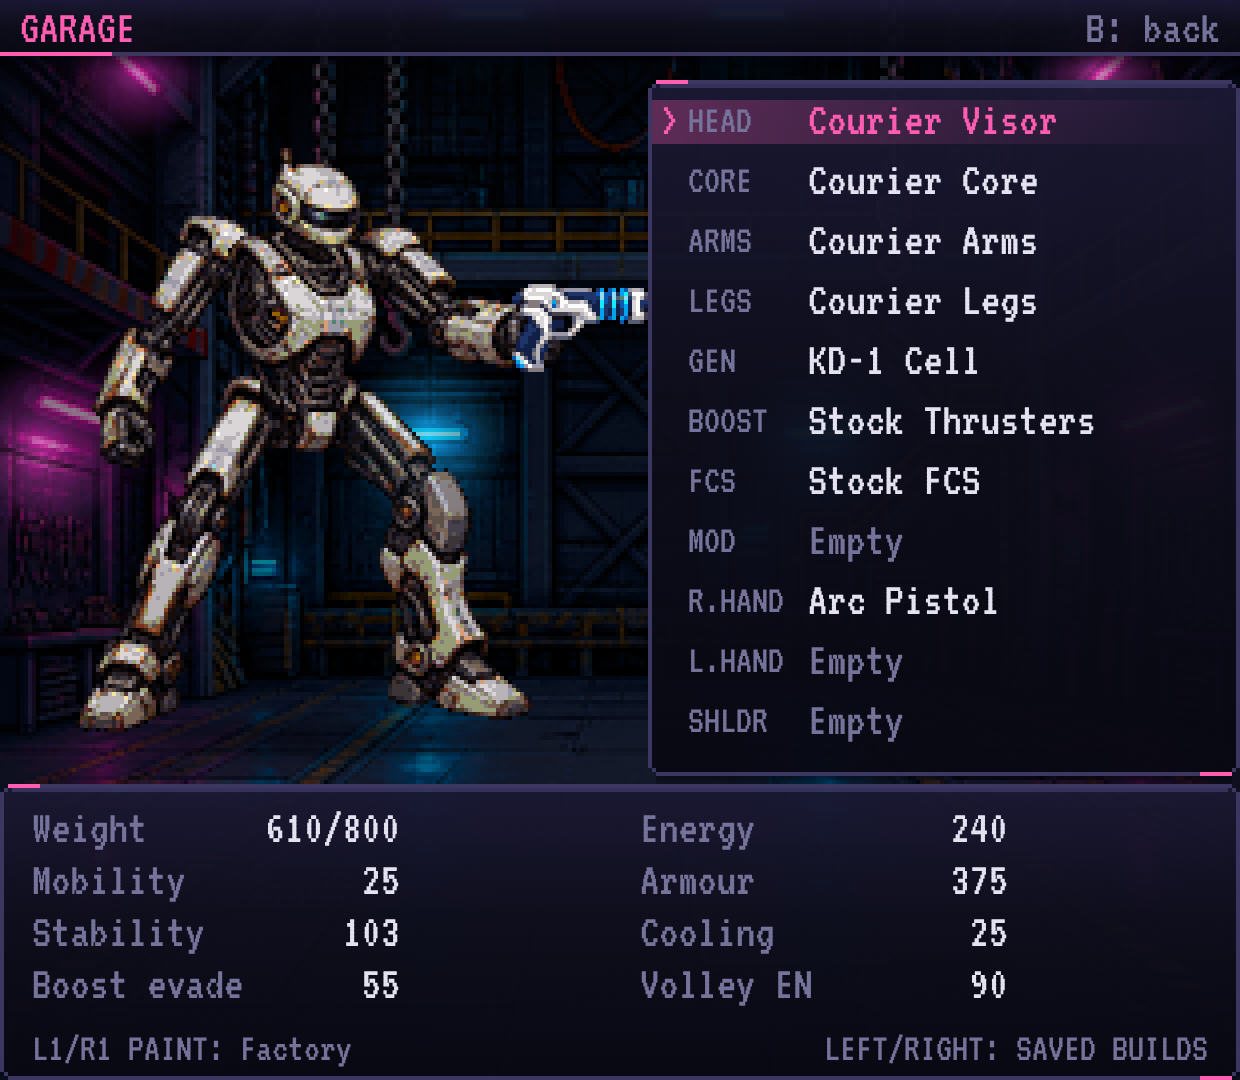 GARAGE
B: back
HEAD Courier Visor
CORE Courier Core
ARMS Courier Arms
LEGS Courier Legs
GEN KD-1 Cell
BOOST Stock Thrusters
FCS Stock FCS
MOD Empty
R.HAND Arc Pistol
L.HAND Empty
SHLDR Empty
Weight 610/800
Energy 240
Mobility 25
Armour 375
Stability 103
Cooling 25
Boost evade 55
Volley EN 90
L1/R1 PAINT: Factory
LEFT/RIGHT: SAVED BUILDS